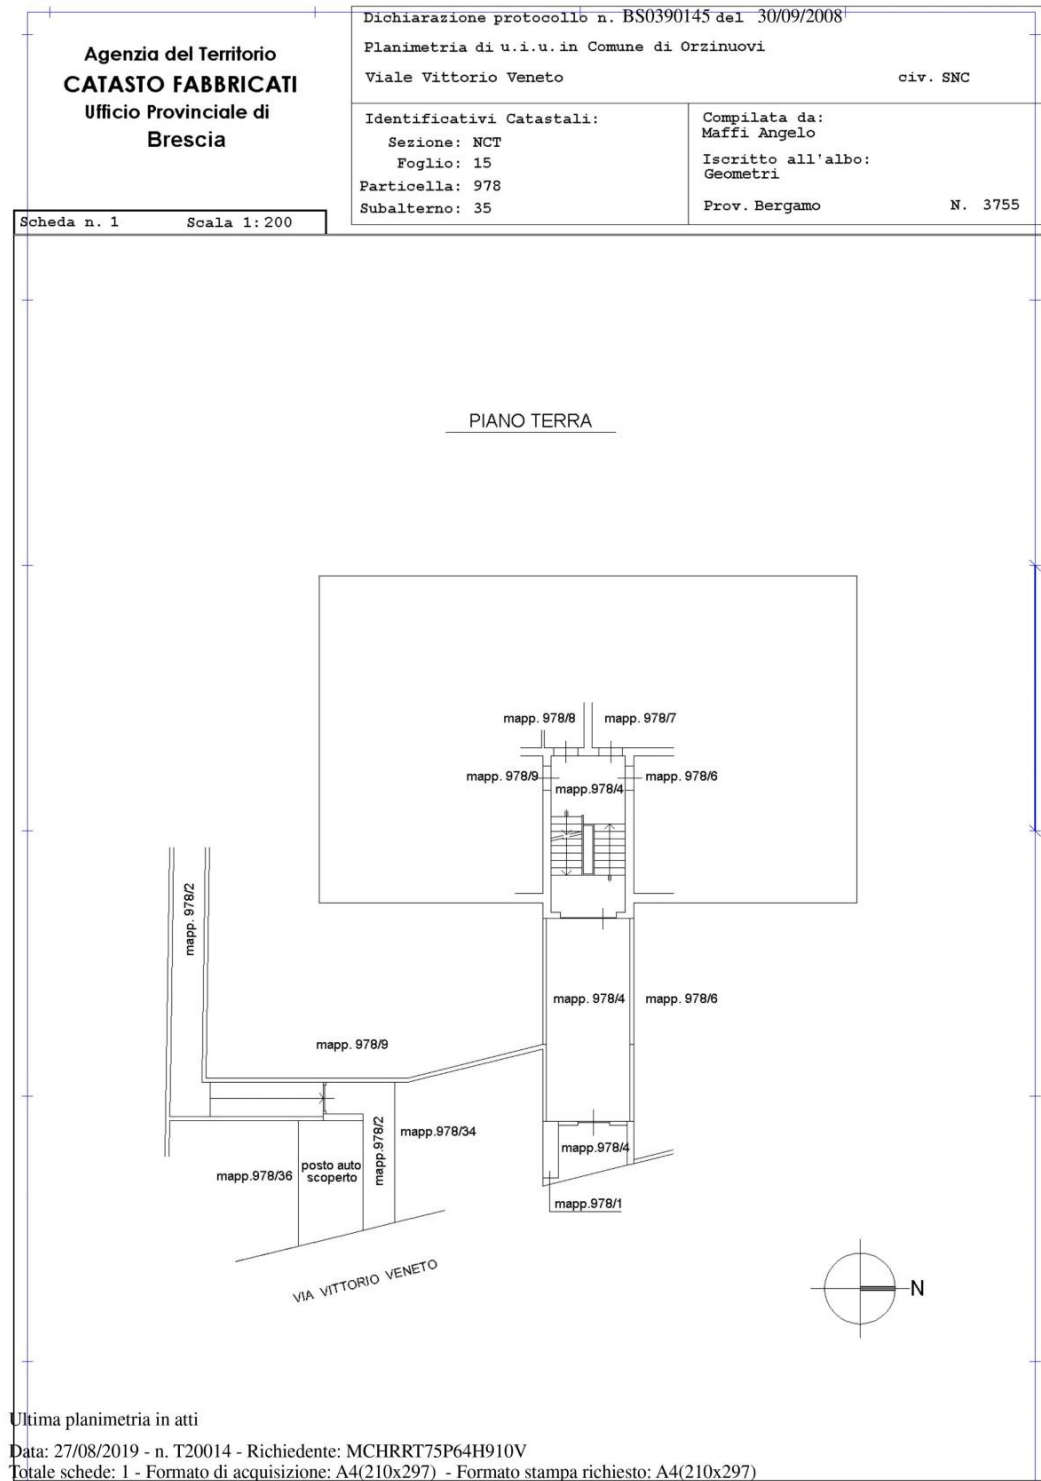 Agenzia del Territorio
CATASTO FABBRICATI
Ufficio Provinciale di
Brescia
Dichiarazione protocollo n. BS0390145 del 30/09/2008
Planimetria di u.i.u. in Comune di Orzinuovi
Viale Vittorio Veneto civ. SNC
Identificativi Catastali:
Sezione: NCT
Foglio: 15
Particella: 978
Subalterno: 35
Compilata da:
Maffi Angelo
Iscritto all'albo:
Geometri
Prov. Bergamo N. 3755
Scheda n. 1 Scala 1:200
PIANO TERRA
mapp. 978/8 mapp. 978/7
mapp. 978/9 mapp. 978/6
mapp.978/4
mapp. 978/2
mapp. 978/4 mapp. 978/6
mapp. 978/9
mapp.978/2
mapp.978/34
mapp.978/4
mapp.978/36
posto auto
scoperto
mapp.978/1
VIA VITTORIO VENETO
N
Ultima planimetria in atti
Data: 27/08/2019 - n. T20014 - Richiedente: MCHRRT75P64H910V
Totale schede: 1 - Formato di acquisizione: A4(210x297) - Formato stampa richiesto: A4(210x297)